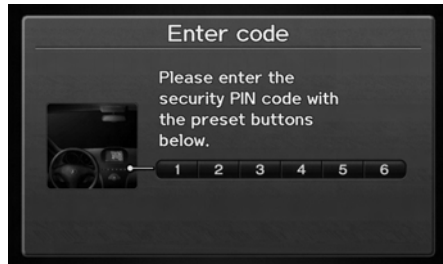 Enter code
Please enter the
security PIN code with
the preset buttons
below.
1 2 3 4 5 6